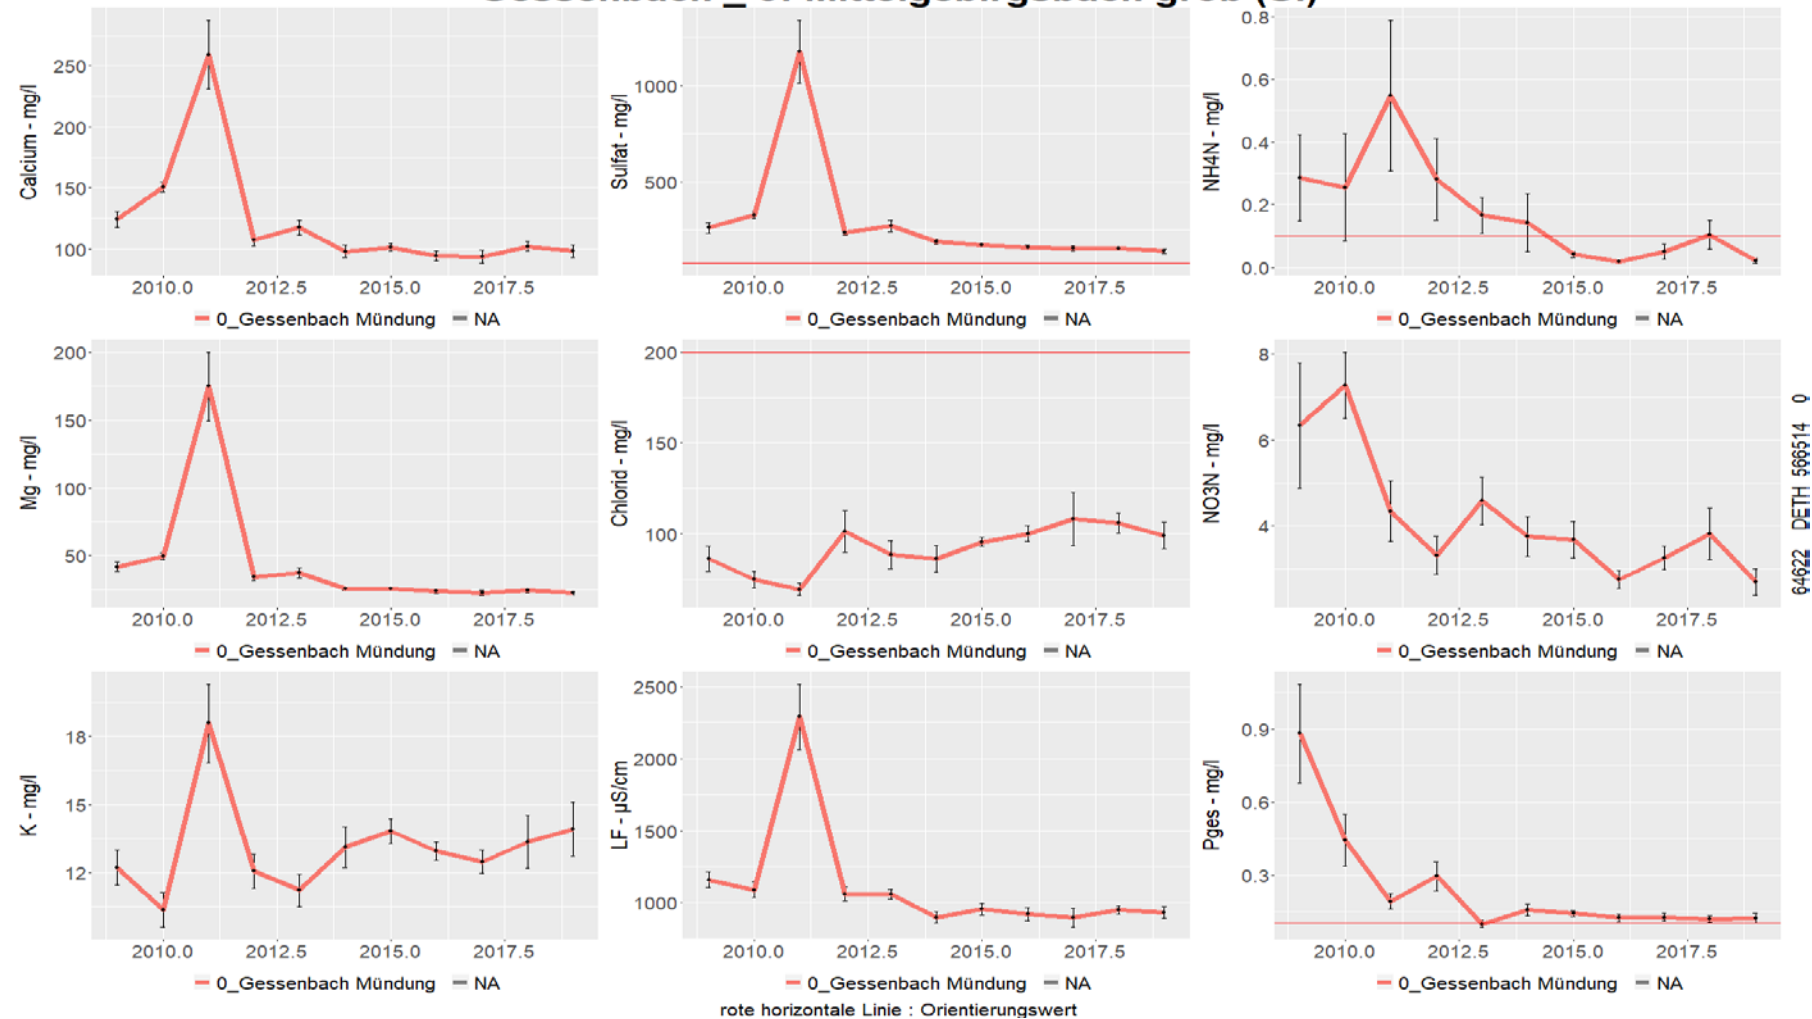 Gessenbach _ 5: Mittelgebirgsbach grob (Si)
Calcium - mg/l
250
200
150
100
2010.0 2012.5 2015.0 2017.5
0_Gessenbach Mündung NA
Sulfat - mg/l
1000
500
2010.0 2012.5 2015.0 2017.5
0_Gessenbach Mündung NA
NH4N - mg/l
0.8
0.6
0.4
0.2
0.0
2010.0 2012.5 2015.0 2017.5
0_Gessenbach Mündung NA
Mg - mg/l
200
150
100
50
2010.0 2012.5 2015.0 2017.5
0_Gessenbach Mündung NA
Chlorid - mg/l
200
150
100
2010.0 2012.5 2015.0 2017.5
0_Gessenbach Mündung NA
NO3N - mg/l
8
6
4
2010.0 2012.5 2015.0 2017.5
0_Gessenbach Mündung NA
K - mg/l
18
15
12
2010.0 2012.5 2015.0 2017.5
0_Gessenbach Mündung NA
LF - µS/cm
2500
2000
1500
1000
2010.0 2012.5 2015.0 2017.5
0_Gessenbach Mündung NA
Pges - mg/l
0.9
0.6
0.3
2010.0 2012.5 2015.0 2017.5
0_Gessenbach Mündung NA
rote horizontale Linie : Orientierungswert